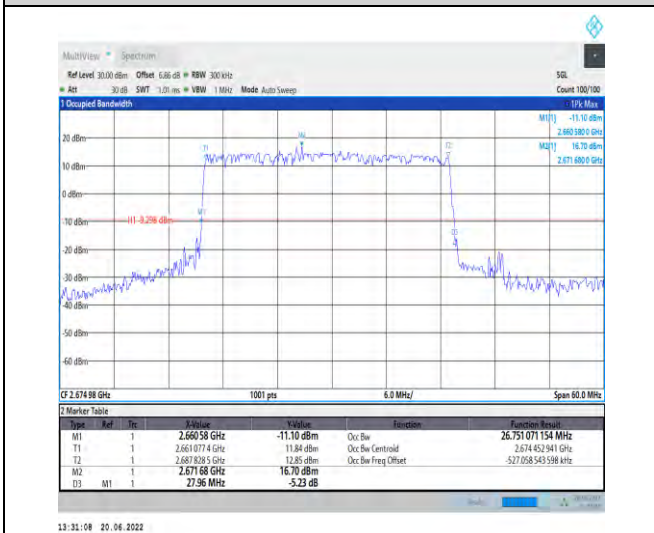 MultiView Spectrum
Ref Level 30.00 dBm Offset 6.86 dB RBW 300 kHz SGL
Att 30 dB SWT 1.01 ms VBW 1 MHz Mode Auto Sweep Count 100/100
1 Occupied Bandwidth 1Pk Max
M1[1] -11.10 dBm
2.660 580 0 GHz
20 dBm M2[1] 16.70 dBm
2.671 680 0 GHz
M2
T1 T2
10 dBm
0 dBm
M1
-10 dBm H1 -9.298 dBm
D3
-20 dBm
-30 dBm
-40 dBm
-50 dBm
-60 dBm
CF 2.674 98 GHz 1001 pts 6.0 MHz/ Span 60.0 MHz
2 Marker Table
Type Ref Trc X-Value Y-Value Function Function Result
M1 1 2.660 58 GHz -11.10 dBm Occ Bw 26.751 071 154 MHz
T1 1 2.661 077 4 GHz 11.84 dBm Occ Bw Centroid 2.674 452 941 GHz
T2 1 2.687 828 5 GHz 12.85 dBm Occ Bw Freq Offset -527.058 543 598 kHz
M2 1 2.671 68 GHz 16.70 dBm
D3 M1 1 27.96 MHz -5.23 dB
13:31:08 20.06.2022